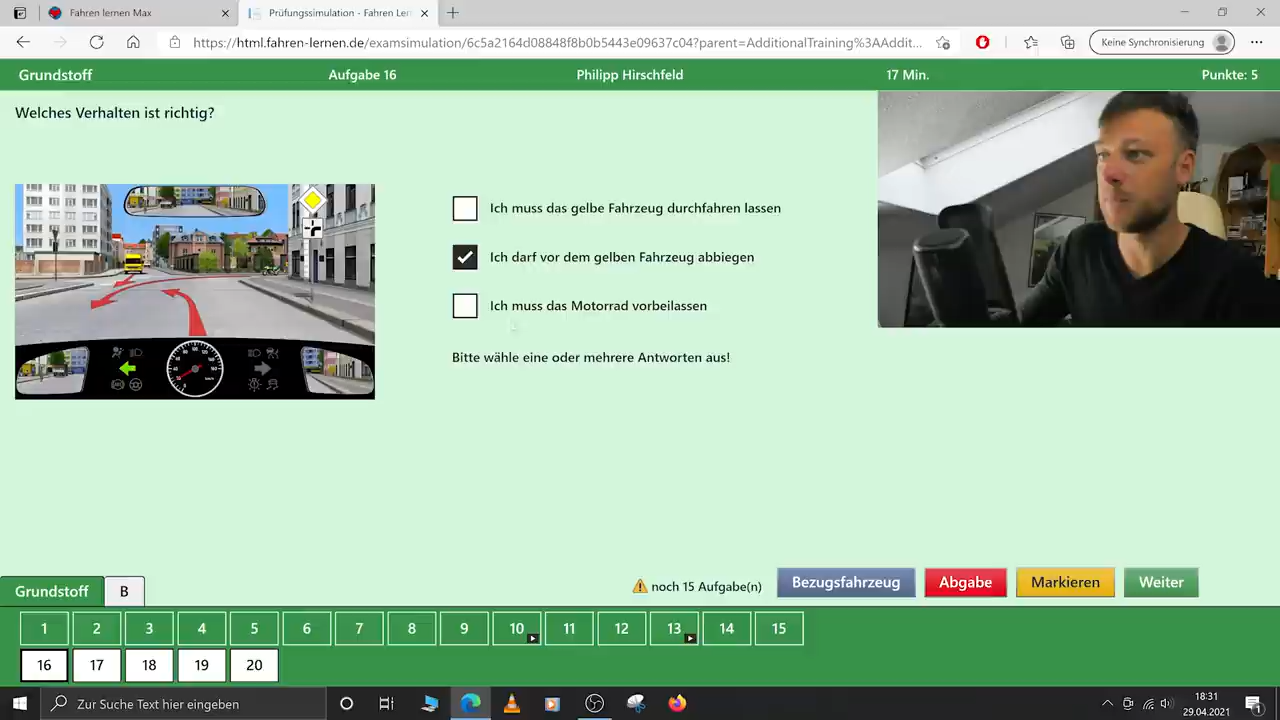 Fahren lernen Max
Prüfungssimulation - Fahren Ler
https://html.fahren-lernen.de/examsimulation/6c5a2164d08848f8b0b5443e09637c04?parent=AdditionalTraining%3AAddit...
Keine Synchronisierung
Grundstoff
Aufgabe 16
Philipp Hirschfeld
17 Min.
Punkte: 5
Welches Verhalten ist richtig?
Ich muss das gelbe Fahrzeug durchfahren lassen
Ich darf vor dem gelben Fahrzeug abbiegen
Ich muss das Motorrad vorbeilassen
Bitte wähle eine oder mehrere Antworten aus!
Grundstoff
B
noch 15 Aufgabe(n)
Bezugsfahrzeug
Abgabe
Markieren
Weiter
1 2 3 4 5 6 7 8 9 10 11 12 13 14 15
16 17 18 19 20
Zur Suche Text hier eingeben
18:31
29.04.2021
1